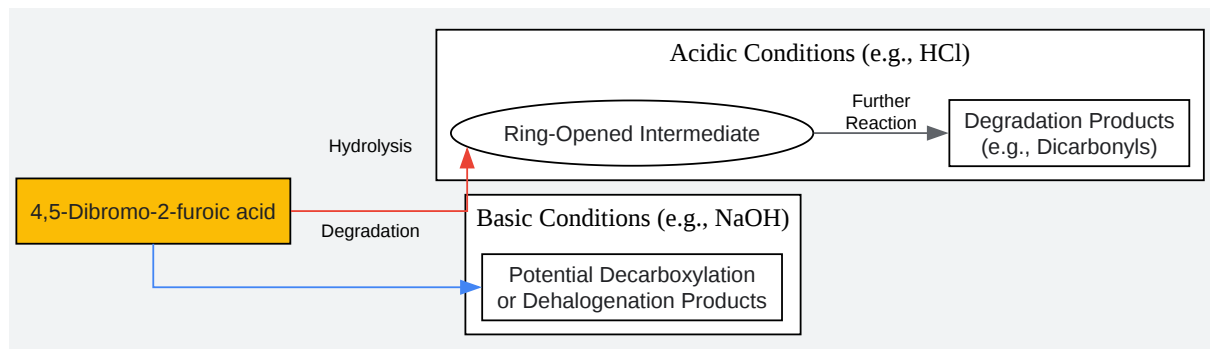 Acidic Conditions (e.g., HCl)
Ring-Opened Intermediate
Further
Reaction
Degradation Products
(e.g., Dicarbonyls)
Hydrolysis
4,5-Dibromo-2-furoic acid
Degradation
Basic Conditions (e.g., NaOH)
Potential Decarboxylation
or Dehalogenation Products